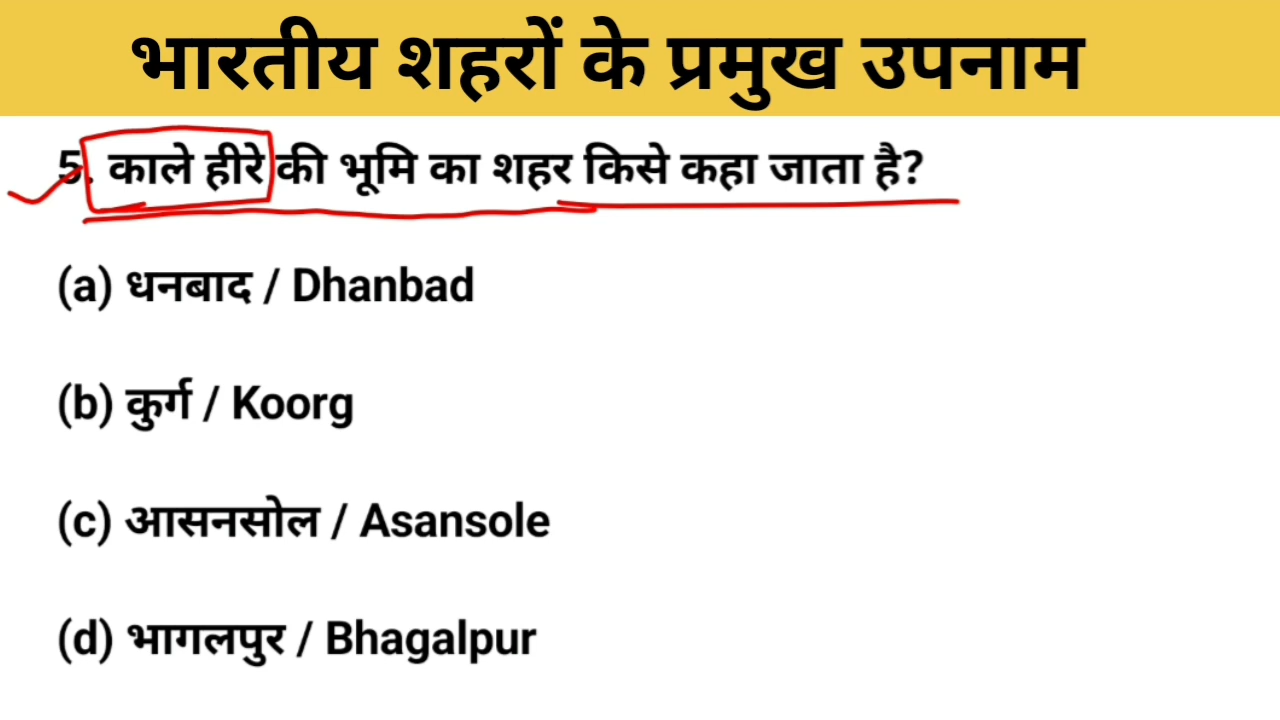 भारतीय शहरों के प्रमुख उपनाम
5. काले हीरे की भूमि का शहर किसे कहा जाता है?
(a) धनबाद / Dhanbad
(b) कुर्ग / Koorg
(c) आसनसोल / Asansole
(d) भागलपुर / Bhagalpur